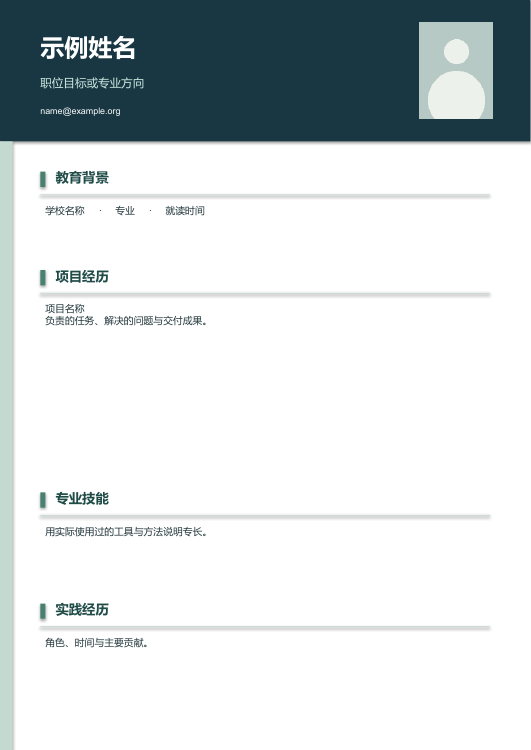 示例姓名
职位目标或专业方向
name@example.org
教育背景
学校名称 · 专业 · 就读时间
项目经历
项目名称
负责的任务、解决的问题与交付成果。
专业技能
用实际使用过的工具与方法说明专长。
实践经历
角色、时间与主要贡献。